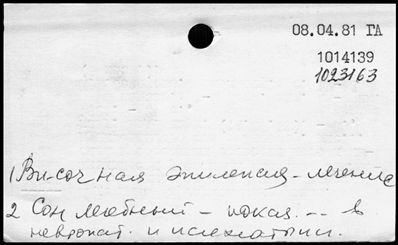 08.04.81 ГА
1014139
1023163
1 Височная эпилепсия - лечение
2 Сон лечебный - показ. -- в
невропат. и психиатрии.